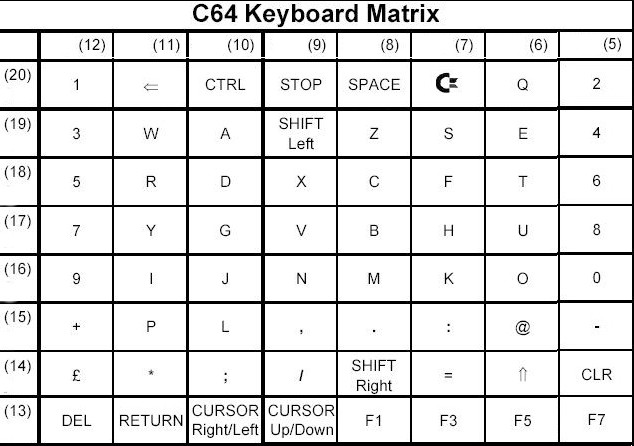 C64 Keyboard Matrix
(12) (11) (10) (9) (8) (7) (6) (5)
(20) 1 ⇐ CTRL STOP SPACE Q 2
(19) 3 W A SHIFT Left Z S E 4
(18) 5 R D X C F T 6
(17) 7 Y G V B H U 8
(16) 9 I J N M K O 0
(15) + P L , . : @ -
(14) £ * ; / SHIFT Right = ⇑ CLR
(13) DEL RETURN CURSOR Right/Left CURSOR Up/Down F1 F3 F5 F7